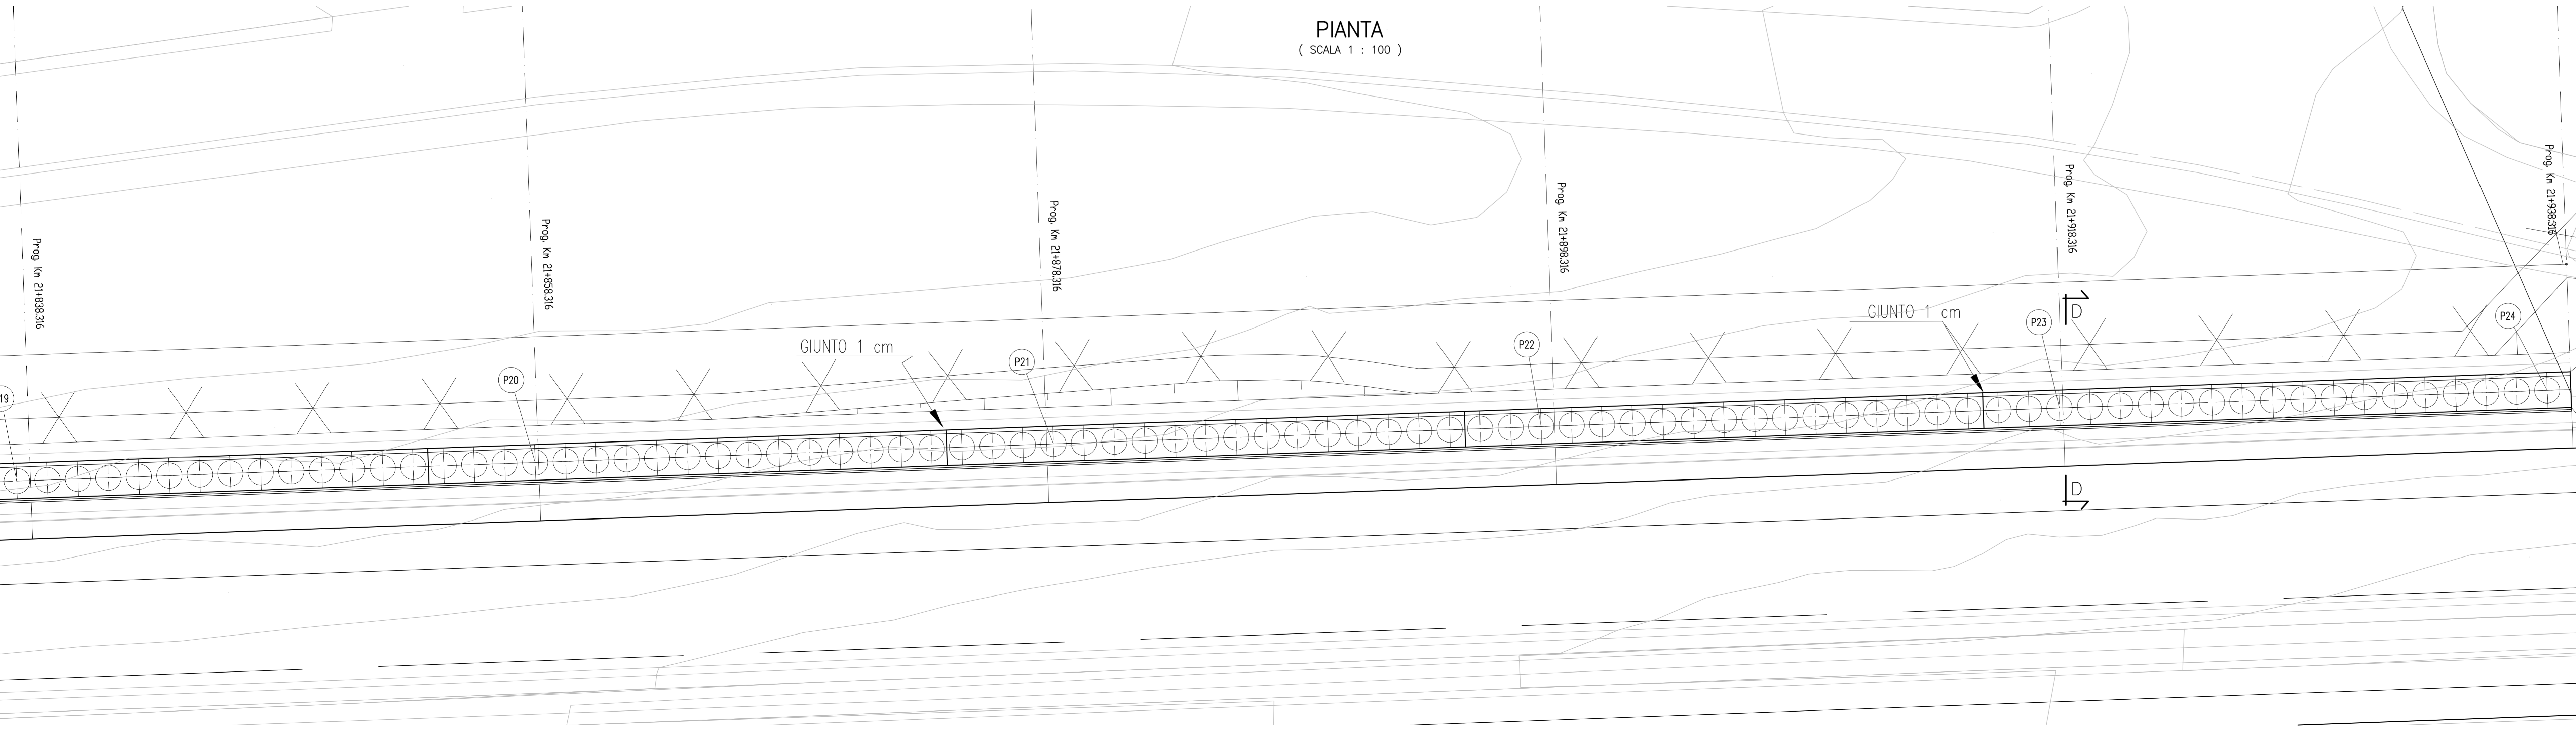 PIANTA
( SCALA 1 : 100 )
Prog. Km 21+838.316
Prog. Km 21+858.316
Prog. Km 21+878.316
Prog. Km 21+898.316
Prog. Km 21+918.316
Prog. Km 21+938.316
GIUNTO 1 cm
GIUNTO 1 cm
D
19
P20
P21
P22
P23
P24
D